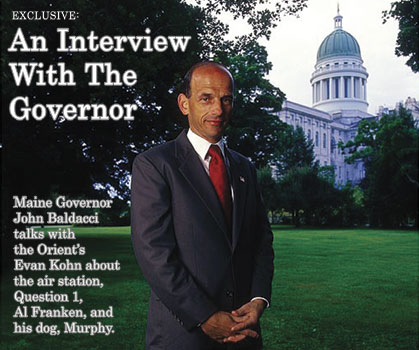 EXCLUSIVE:
An Interview
With The
Governor
Maine Governor
John Baldacci
talks with
the Orient's
Evan Kohn about
the air station,
Question 1,
Al Franken, and
his dog, Murphy.